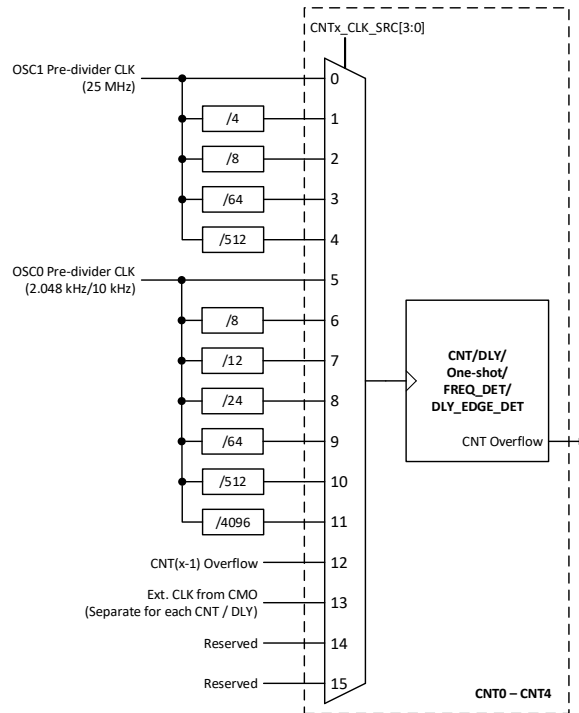 CNTx_CLK_SRC[3:0]
OSC1 Pre-divider CLK
(25 MHz)
0
/4
1
/8
2
/64
3
/512
4
OSC0 Pre-divider CLK
(2.048 kHz/10 kHz)
5
/8
6
/12
7
/24
8
/64
9
/512
10
/4096
11
CNT/DLY/
One-shot/
FREQ_DET/
DLY_EDGE_DET
CNT Overflow
CNT(x-1) Overflow
12
Ext. CLK from CMO
(Separate for each CNT / DLY)
13
Reserved
14
Reserved
15
CNT0 – CNT4